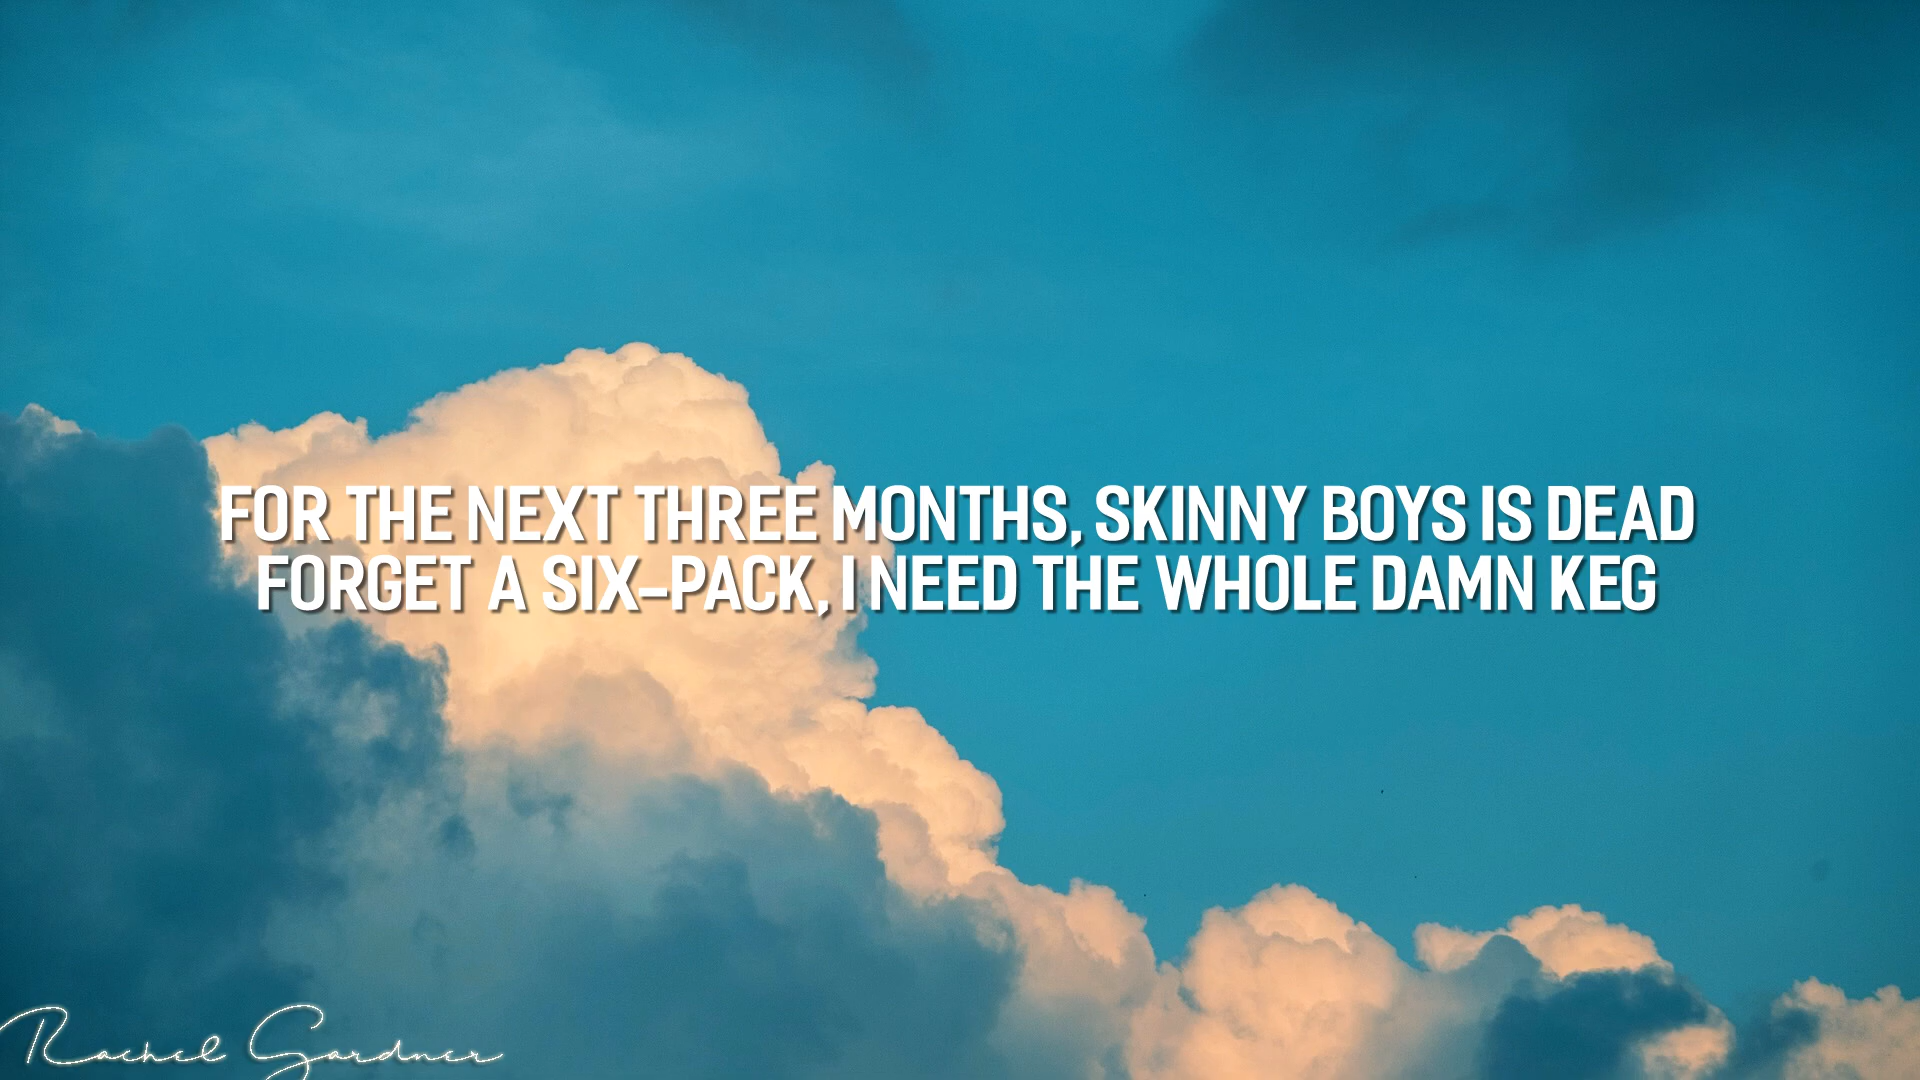 FOR THE NEXT THREE MONTHS, SKINNY BOYS IS DEAD
FORGET A SIX-PACK, I NEED THE WHOLE DAMN KEG
Rachel Gardner